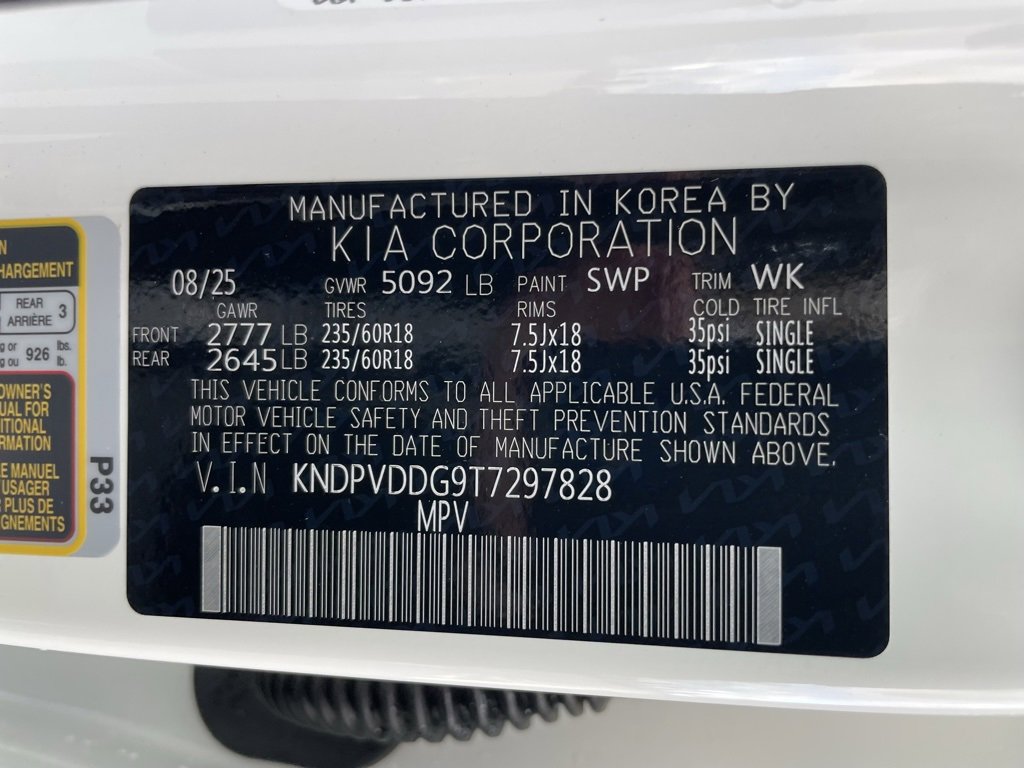 MANUFACTURED IN KOREA BY
KIA CORPORATION
08/25 GVWR 5092 LB PAINT SWP TRIM WK
GAWR TIRES RIMS COLD TIRE INFL
FRONT 2777 LB 235/60R18 7.5Jx18 35psi SINGLE
REAR 2645 LB 235/60R18 7.5Jx18 35psi SINGLE
THIS VEHICLE CONFORMS TO ALL APPLICABLE U.S.A. FEDERAL
MOTOR VEHICLE SAFETY AND THEFT PREVENTION STANDARDS
IN EFFECT ON THE DATE OF MANUFACTURE SHOWN ABOVE.
V.I.N KNDPVDDG9T7297828
MPV
HARGEMENT
REAR 3
ARRIÈRE
g or 926 lbs.
g ou lb.
OWNER'S
UAL FOR
ITIONAL
RMATION
LE MANUEL
'USAGER
R PLUS DE
GNEMENTS
P33